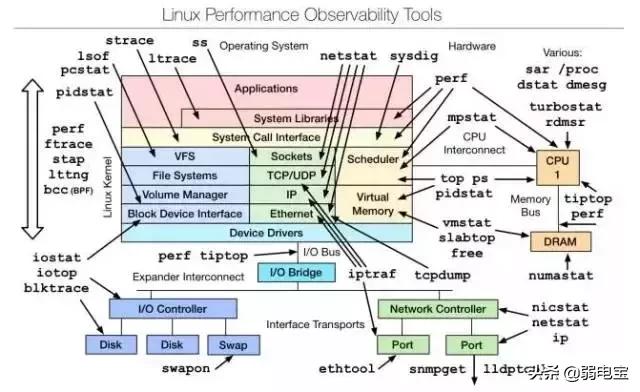 Linux Performance Observability Tools
strace
ss
Operating System
Hardware
Various:
lsof
ltrace
netstat
sysdig
sar /proc
pcstat
dstat dmesg
pidstat
Applications
perf
turbostat
System Libraries
mpstat
rdmsr
System Call Interface
CPU
Interconnect
perf
ftrace
stap
lttng
bcc (BPF)
Linux Kernel
VFS
Sockets
Scheduler
File Systems
TCP/UDP
Volume Manager
IP
Virtual
Memory
Block Device Interface
Ethernet
Device Drivers
top ps
pidstat
CPU
1
Memory
Bus
tiptop
perf
vmstat
slabtop
free
DRAM
numastat
iostat
iotop
blktrace
perf tiptop
I/O Bus
Expander Interconnect
I/O Bridge
iptraf
tcpdump
I/O Controller
Network Controller
nicstat
netstat
ip
Interface Transports
Disk
Disk
Swap
Port
Port
swapon
ethtool
snmpget
头条 @弱电宝